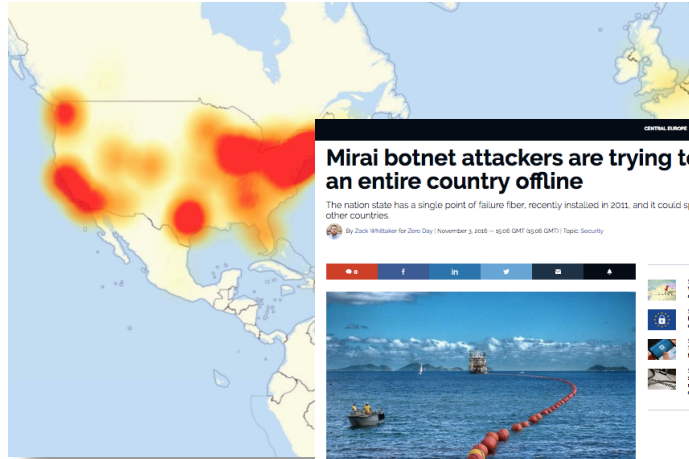 CENTRAL EUROPE
Mirai botnet attackers are trying to
an entire country offline
The nation state has a single point of failure fiber, recently installed in 2011, and it could
other countries.
By Zack Whittaker for Zero Day | November 3, 2016 -- 15:06 GMT (15:06 GMT) | Topic: Security
0
f
in